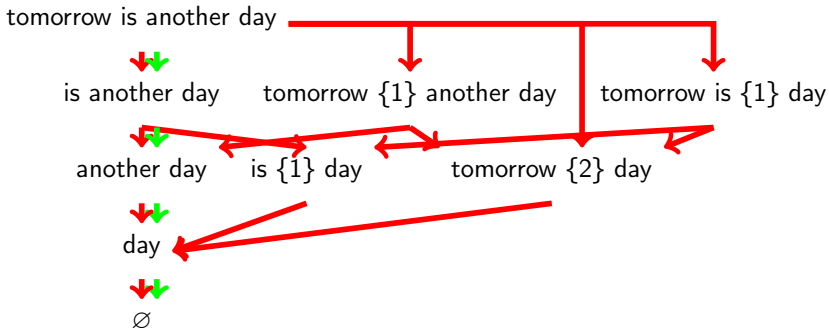 tomorrow is another day
is another day tomorrow {1} another day tomorrow is {1} day
another day is {1} day tomorrow {2} day
day
∅